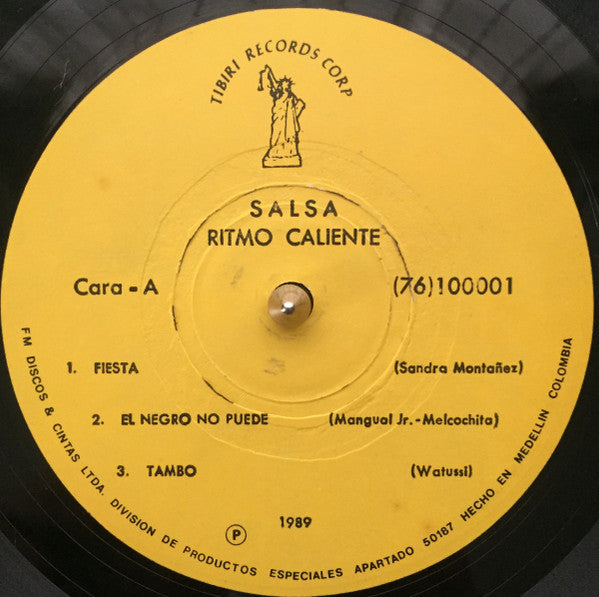 TIBIRI RECORDS CORP
SALSA
RITMO CALIENTE
Cara - A (76)100001
1. FIESTA (Sandra Montañez)
2. EL NEGRO NO PUEDE (Mangual Jr.-Melcochita)
3. TAMBO (Watussi)
P 1989
FM DISCOS & CINTAS LTDA. DIVISION DE PRODUCTOS ESPECIALES APARTADO 50187 HECHO EN MEDELLIN COLOMBIA